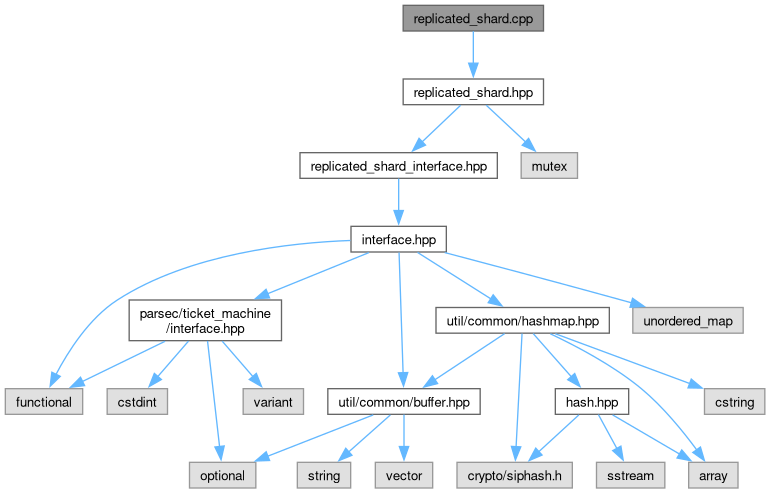 replicated_shard.cpp
replicated_shard.hpp
replicated_shard_interface.hpp
mutex
interface.hpp
parsec/ticket_machine
/interface.hpp
util/common/hashmap.hpp
unordered_map
functional
cstdint
variant
util/common/buffer.hpp
hash.hpp
cstring
optional
string
vector
crypto/siphash.h
sstream
array